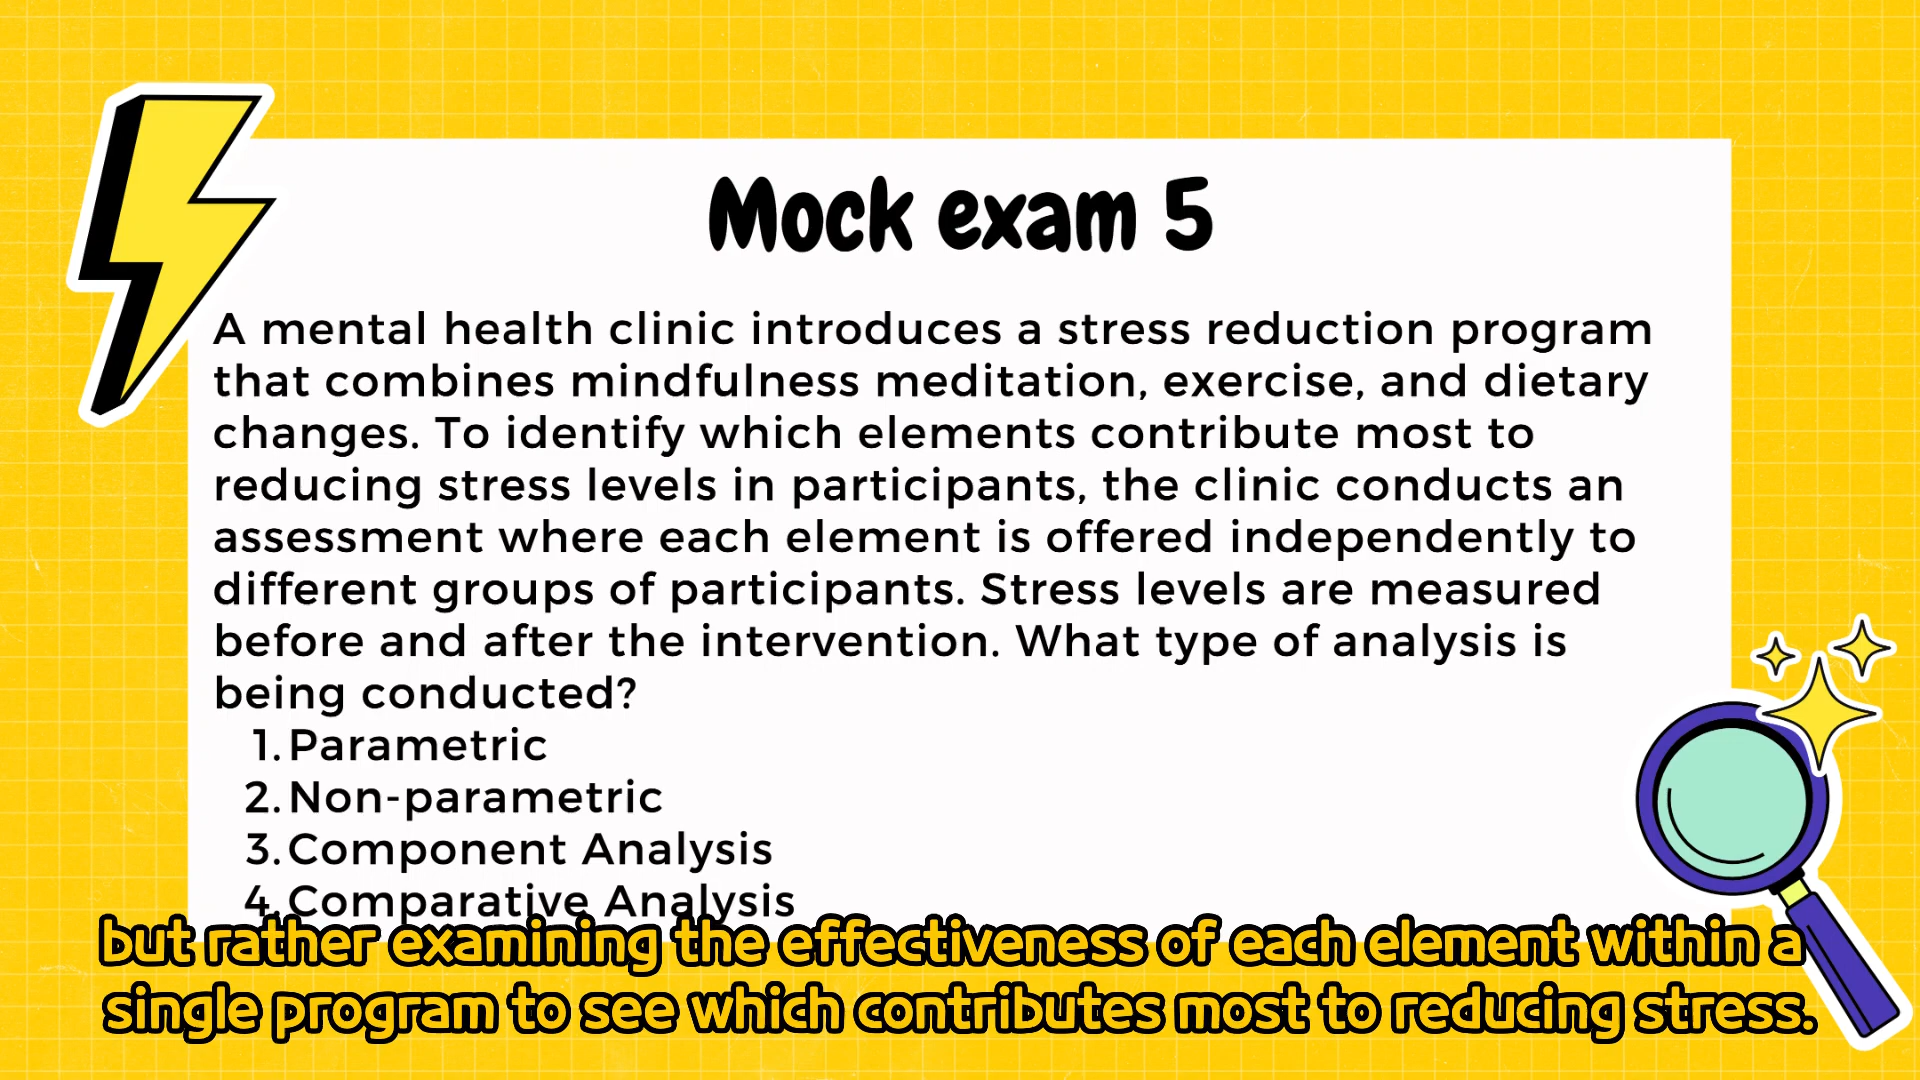 Mock exam 5
A mental health clinic introduces a stress reduction program
that combines mindfulness meditation, exercise, and dietary
changes. To identify which elements contribute most to
reducing stress levels in participants, the clinic conducts an
assessment where each element is offered independently to
different groups of participants. Stress levels are measured
before and after the intervention. What type of analysis is
being conducted?
1. Parametric
2. Non-parametric
3. Component Analysis
4. Comparative Analysis
but rather examining the effectiveness of each element within a
single program to see which contributes most to reducing stress.